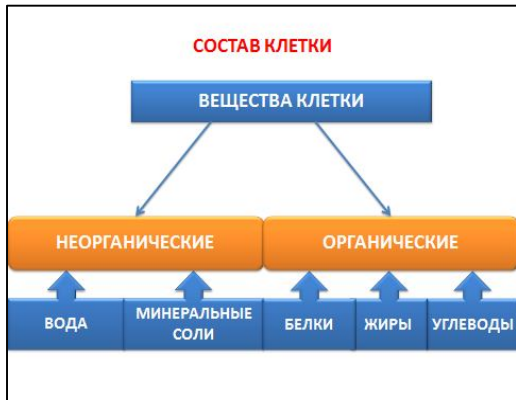 СОСТАВ КЛЕТКИ
ВЕЩЕСТВА КЛЕТКИ
НЕОРГАНИЧЕСКИЕ
ОРГАНИЧЕСКИЕ
ВОДА
МИНЕРАЛЬНЫЕ
СОЛИ
БЕЛКИ
ЖИРЫ
УГЛЕВОДЫ